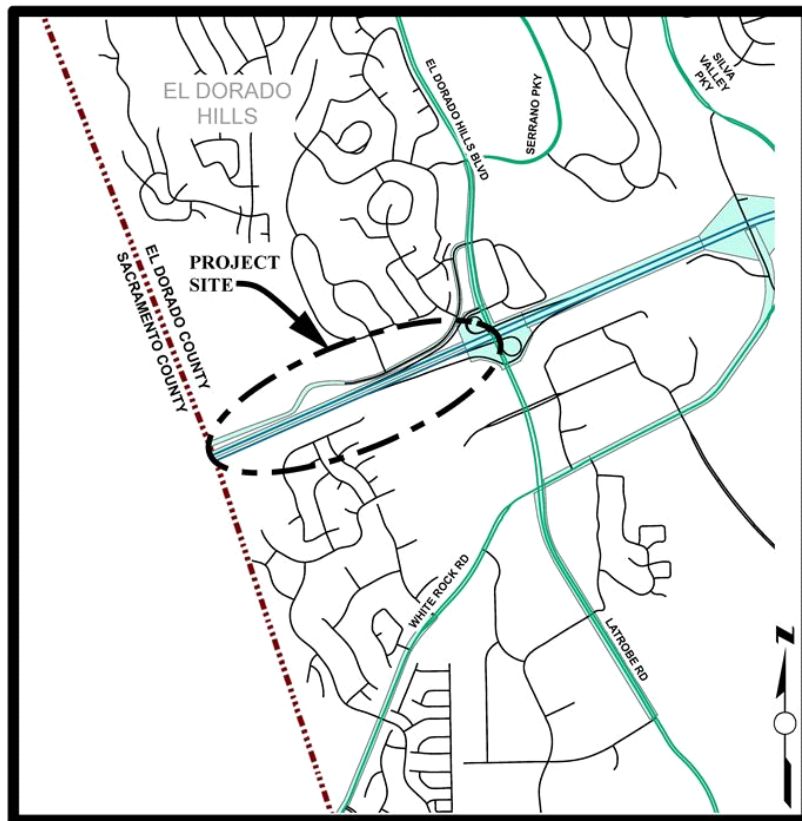 EL DORADO
HILLS
EL DORADO HILLS BLVD
SERRANO PKY
SILVA
VALLEY
PKY
EL DORADO COUNTY
SACRAMENTO COUNTY
PROJECT
SITE
WHITE ROCK RD
LATROBE RD
N